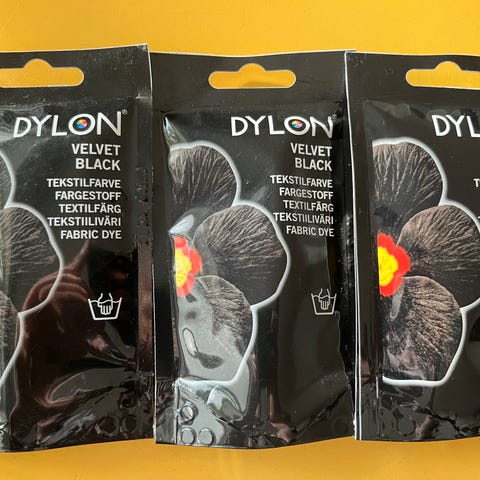 DYLON
VELVET
BLACK
TEKSTILFARVE
FARGESTOFF
TEXTILFÄRG
TEKSTIILIVÄRI
FABRIC DYE
DYLON®
VELVET
BLACK
TEKSTILFARVE
FARGESTOFF
TEXTILFÄRG
TEKSTIILIVÄRI
FABRIC DYE
DYL